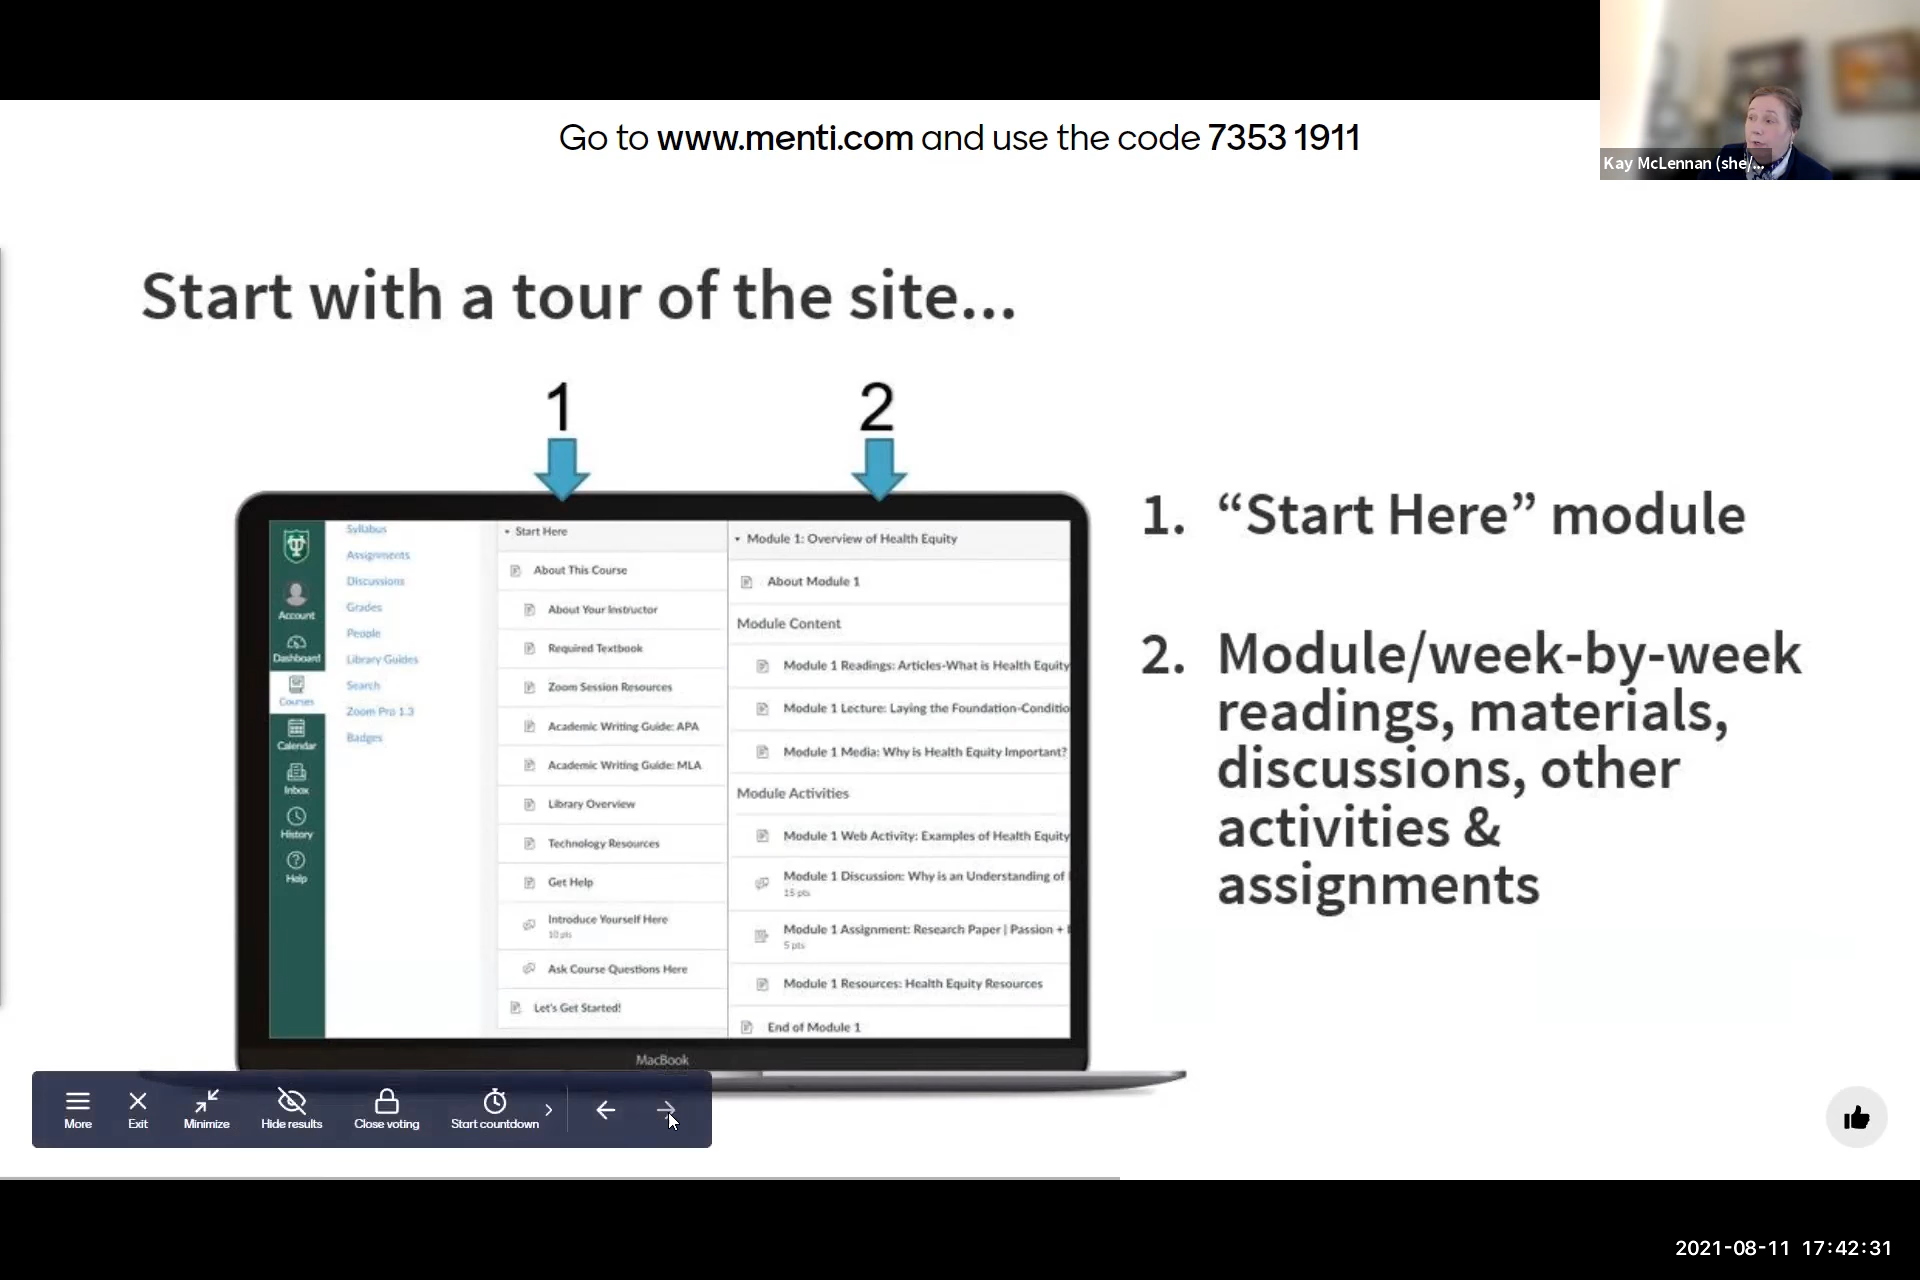 Go to www.menti.com and use the code 7353 1911
Kay McLennan (she/...
Start with a tour of the site...
1
2
Account
Dashboard
Courses
Calendar
Inbox
History
Help
Syllabus
Assignments
Discussions
Grades
People
Library Guides
Search
Zoom Pro 1.3
Badges
Start Here
About This Course
About Your Instructor
Required Textbook
Zoom Session Resources
Academic Writing Guide: APA
Academic Writing Guide: MLA
Library Overview
Technology Resources
Get Help
Introduce Yourself Here
10 pts
Ask Course Questions Here
Let's Get Started!
Module 1: Overview of Health Equity
About Module 1
Module Content
Module 1 Readings: Articles-What is Health Equity
Module 1 Lecture: Laying the Foundation-Conditio
Module 1 Media: Why is Health Equity Important?
Module Activities
Module 1 Web Activity: Examples of Health Equity
Module 1 Discussion: Why is an Understanding of
15 pts
Module 1 Assignment: Research Paper | Passion +
5 pts
Module 1 Resources: Health Equity Resources
End of Module 1
MacBook
1. “Start Here” module
2. Module/week-by-week
readings, materials,
discussions, other
activities &
assignments
More
Exit
Minimize
Hide results
Close voting
Start countdown
2021-08-11 17:42:31